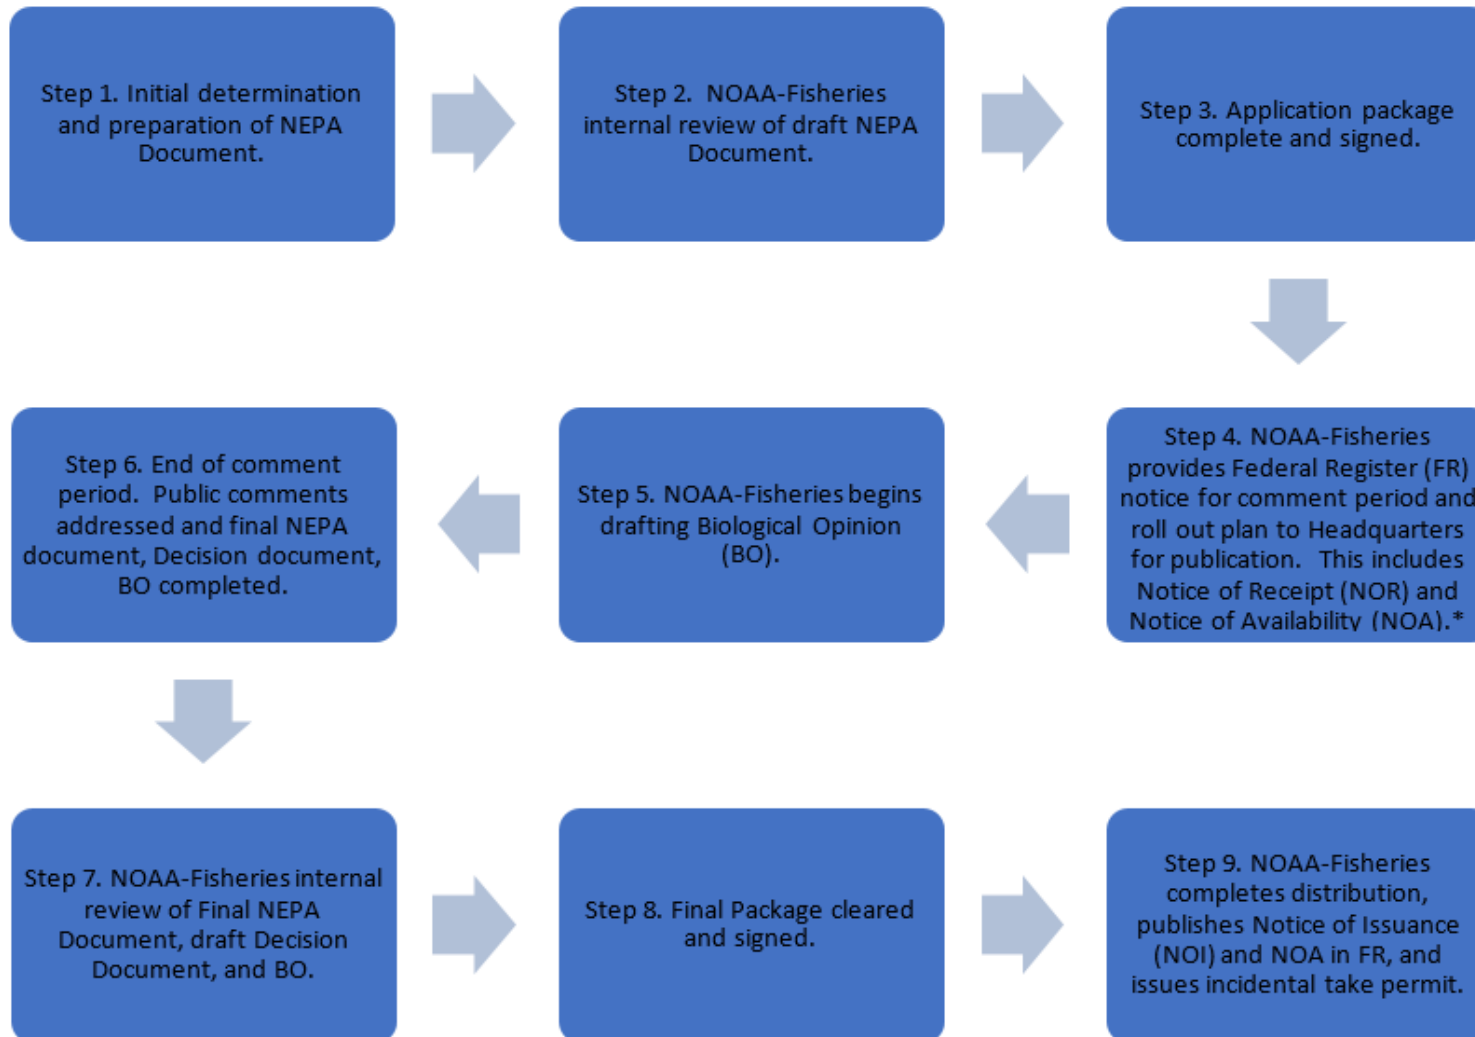 Step 1. Initial determination
and preparation of NEPA
Document.
Step 2. NOAA-Fisheries
internal review of draft NEPA
Document.
Step 3. Application package
complete and signed.
Step 4. NOAA-Fisheries
provides Federal Register (FR)
notice for comment period and
roll out plan to Headquarters
for publication. This includes
Notice of Receipt (NOR) and
Notice of Availability (NOA).*
Step 5. NOAA-Fisheries begins
drafting Biological Opinion
(BO).
Step 6. End of comment
period. Public comments
addressed and final NEPA
document, Decision document,
BO completed.
Step 7. NOAA-Fisheries internal
review of Final NEPA
Document, draft Decision
Document, and BO.
Step 8. Final Package cleared
and signed.
Step 9. NOAA-Fisheries
completes distribution,
publishes Notice of Issuance
(NOI) and NOA in FR, and
issues incidental take permit.